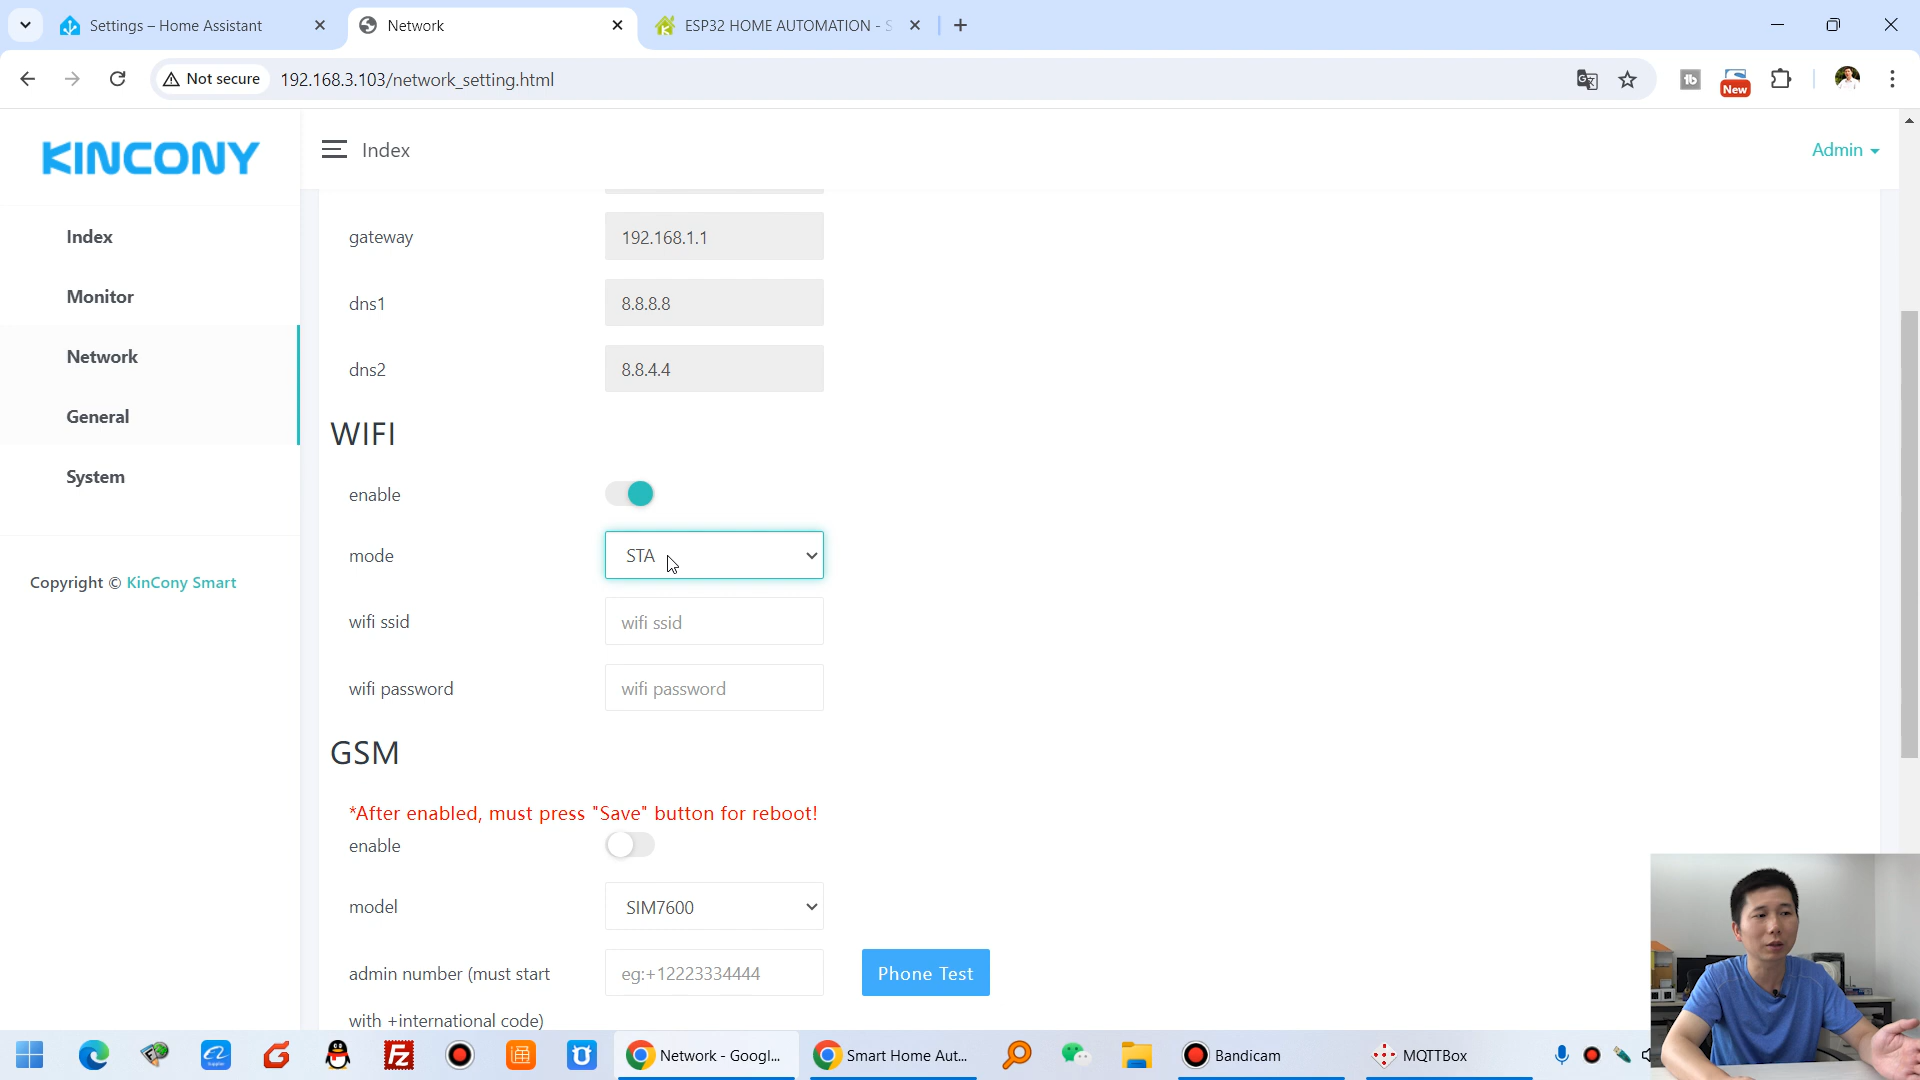 Settings – Home Assistant
Network
ESP32 HOME AUTOMATION - S
Not secure
192.168.3.103/network_setting.html
New
KINCONY
Index
Admin
Index
Monitor
Network
General
System
Copyright © KinCony Smart
gateway
192.168.1.1
dns1
8.8.8.8
dns2
8.8.4.4
WIFI
enable
mode
STA
wifi ssid
wifi ssid
wifi password
wifi password
GSM
*After enabled, must press "Save" button for reboot!
enable
model
SIM7600
admin number (must start
with +international code)
eg:+12223334444
Phone Test
Network - Googl...
Smart Home Aut...
Bandicam
MQTTBox